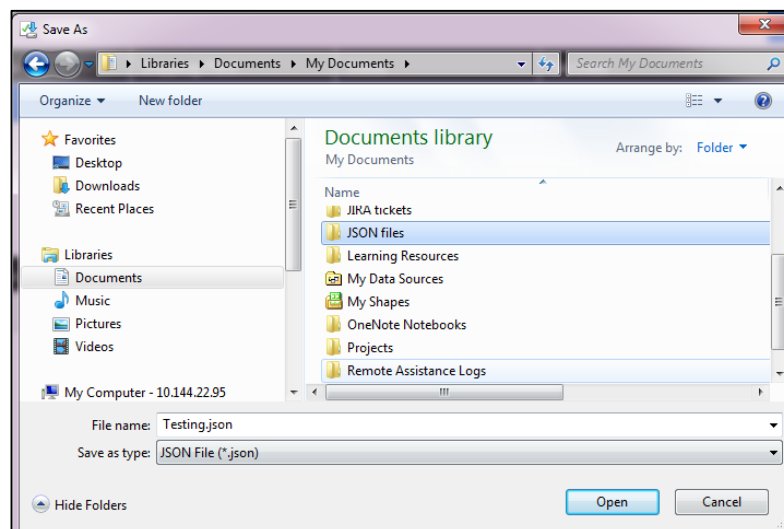 Save As
Libraries Documents My Documents
Search My Documents
Organize New folder
Favorites
Desktop
Downloads
Recent Places
Libraries
Documents
Music
Pictures
Videos
My Computer - 10.144.22.95
Documents library
My Documents
Arrange by: Folder
Name
JIRA tickets
JSON files
Learning Resources
My Data Sources
My Shapes
OneNote Notebooks
Projects
Remote Assistance Logs
File name: Testing.json
Save as type: JSON File (*.json)
Hide Folders
Open
Cancel